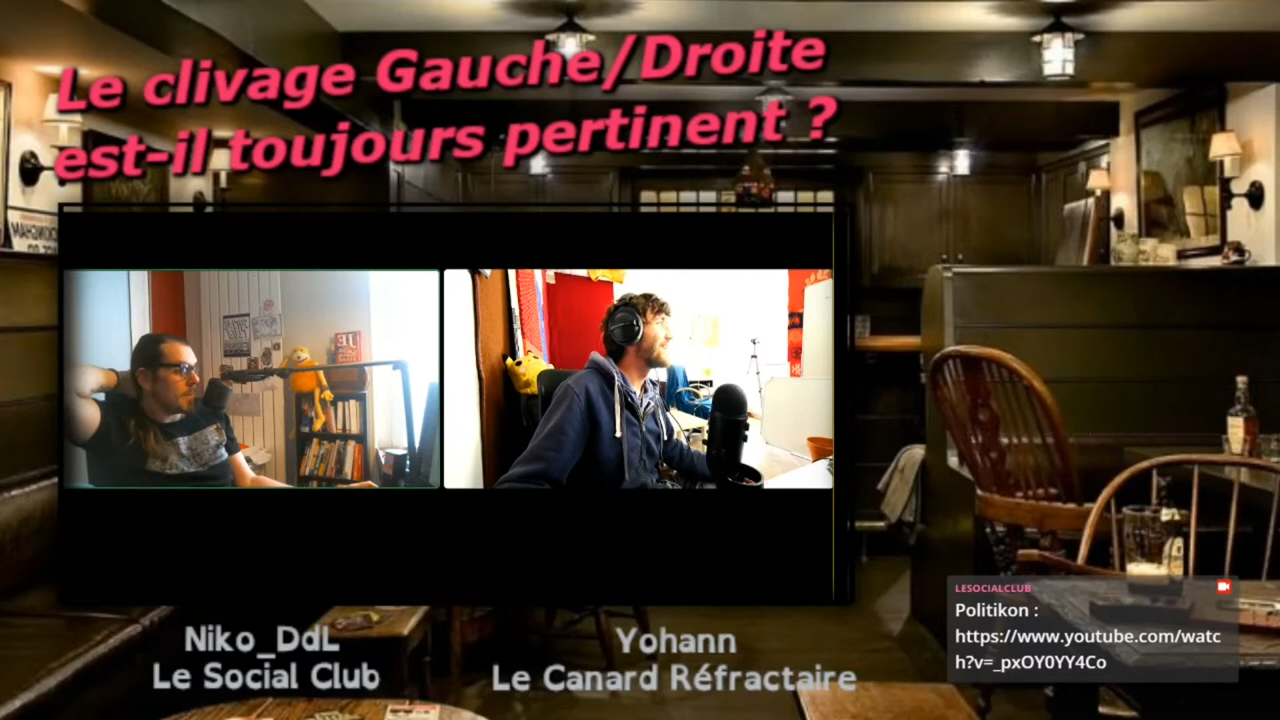 Le clivage Gauche/Droite
est-il toujours pertinent ?
JE
Niko_DdL
Le Social Club
Yohann
Le Canard Réfractaire
LESOCIALCLUB
Politikon :
https://www.youtube.com/watc
h?v=_pxOY0YY4Co